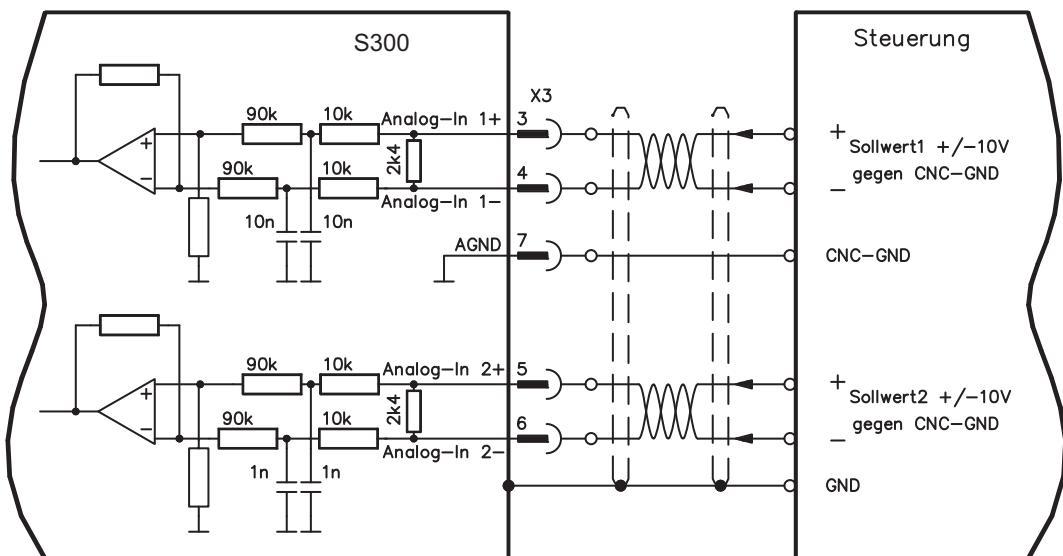 S300
Steuerung
X3
90k
10k
Analog-In 1+
3
+
Sollwert1 +/-10V
gegen CNC-GND
-
+
-
2k4
90k
10k
4
Analog-In 1-
10n
10n
AGND
7
CNC-GND
90k
10k
Analog-In 2+
5
+
Sollwert2 +/-10V
gegen CNC-GND
-
+
-
2k4
90k
10k
6
Analog-In 2-
1n
1n
GND